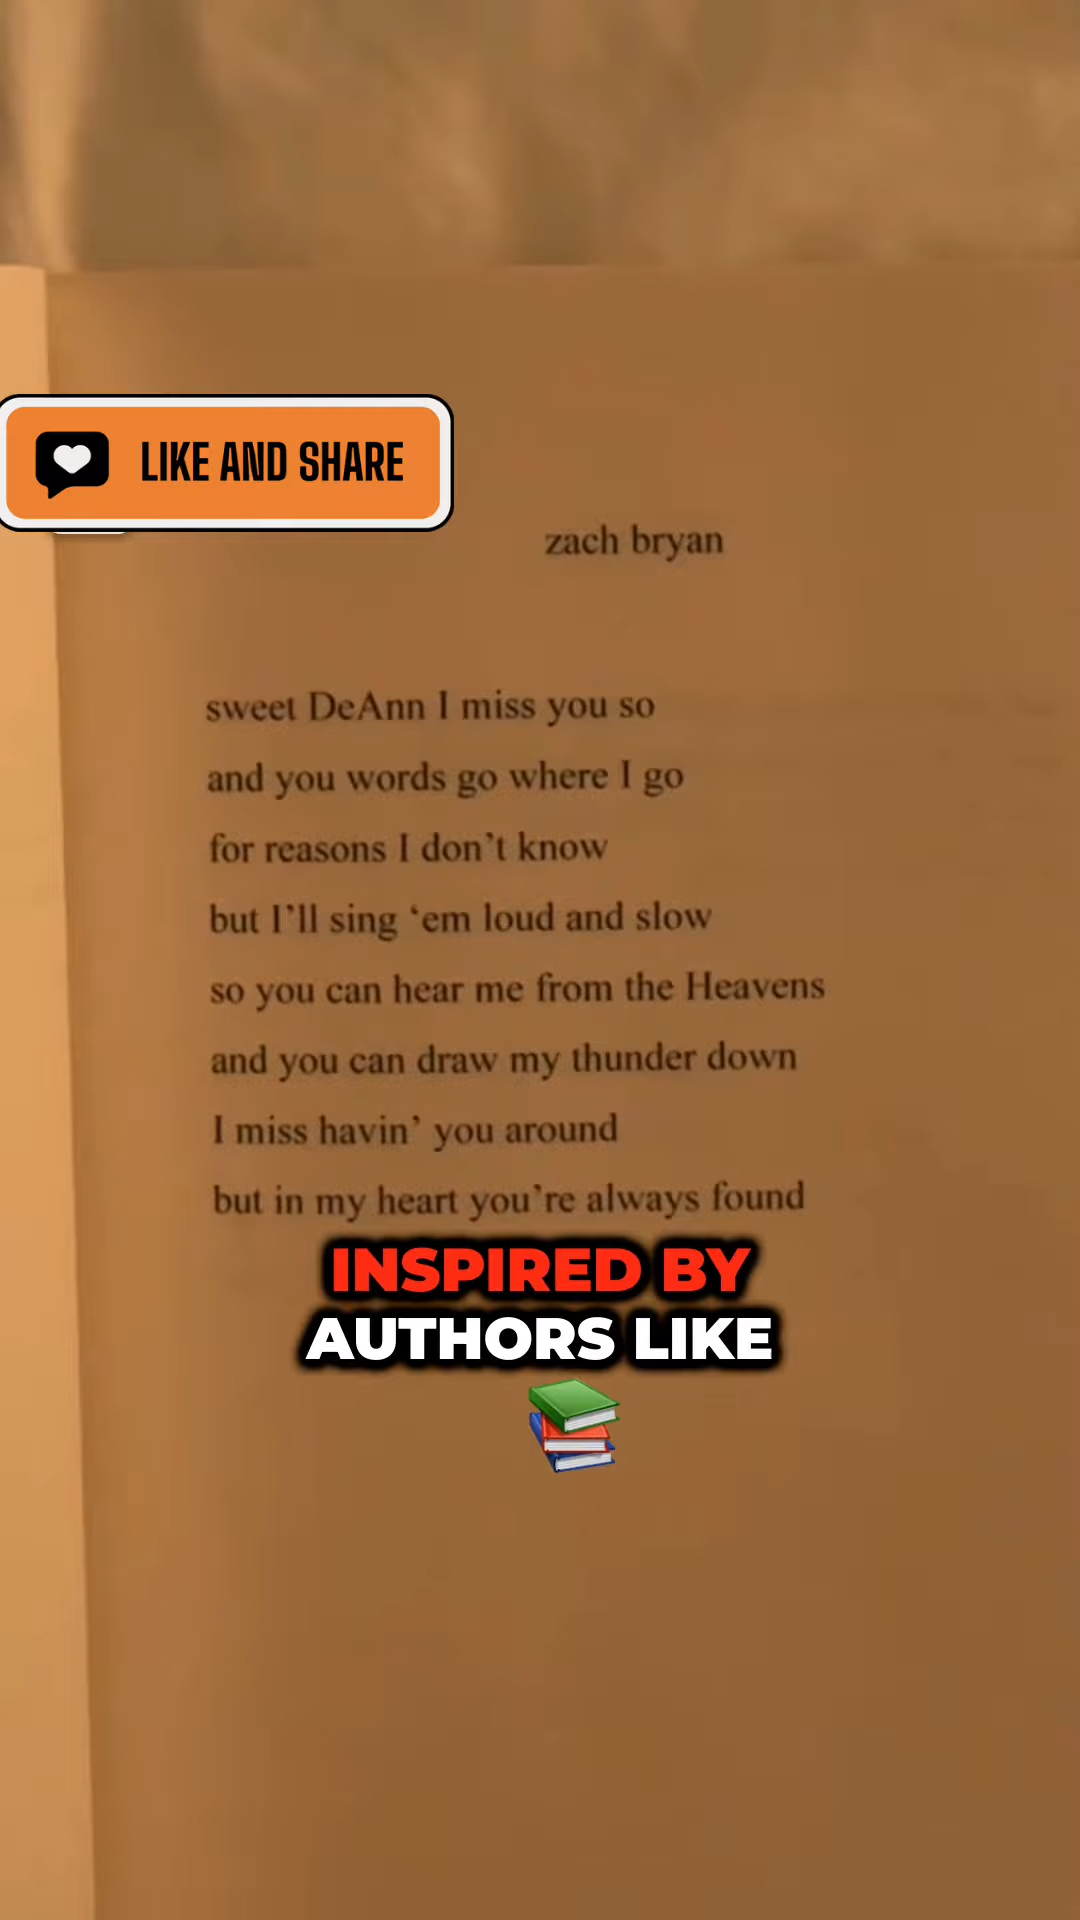 LIKE AND SHARE
zach bryan
sweet DeAnn I miss you so
and you words go where I go
for reasons I don’t know
but I’ll sing ‘em loud and slow
so you can hear me from the Heavens
and you can draw my thunder down
I miss havin’ you around
but in my heart you’re always found
INSPIRED BY
AUTHORS LIKE